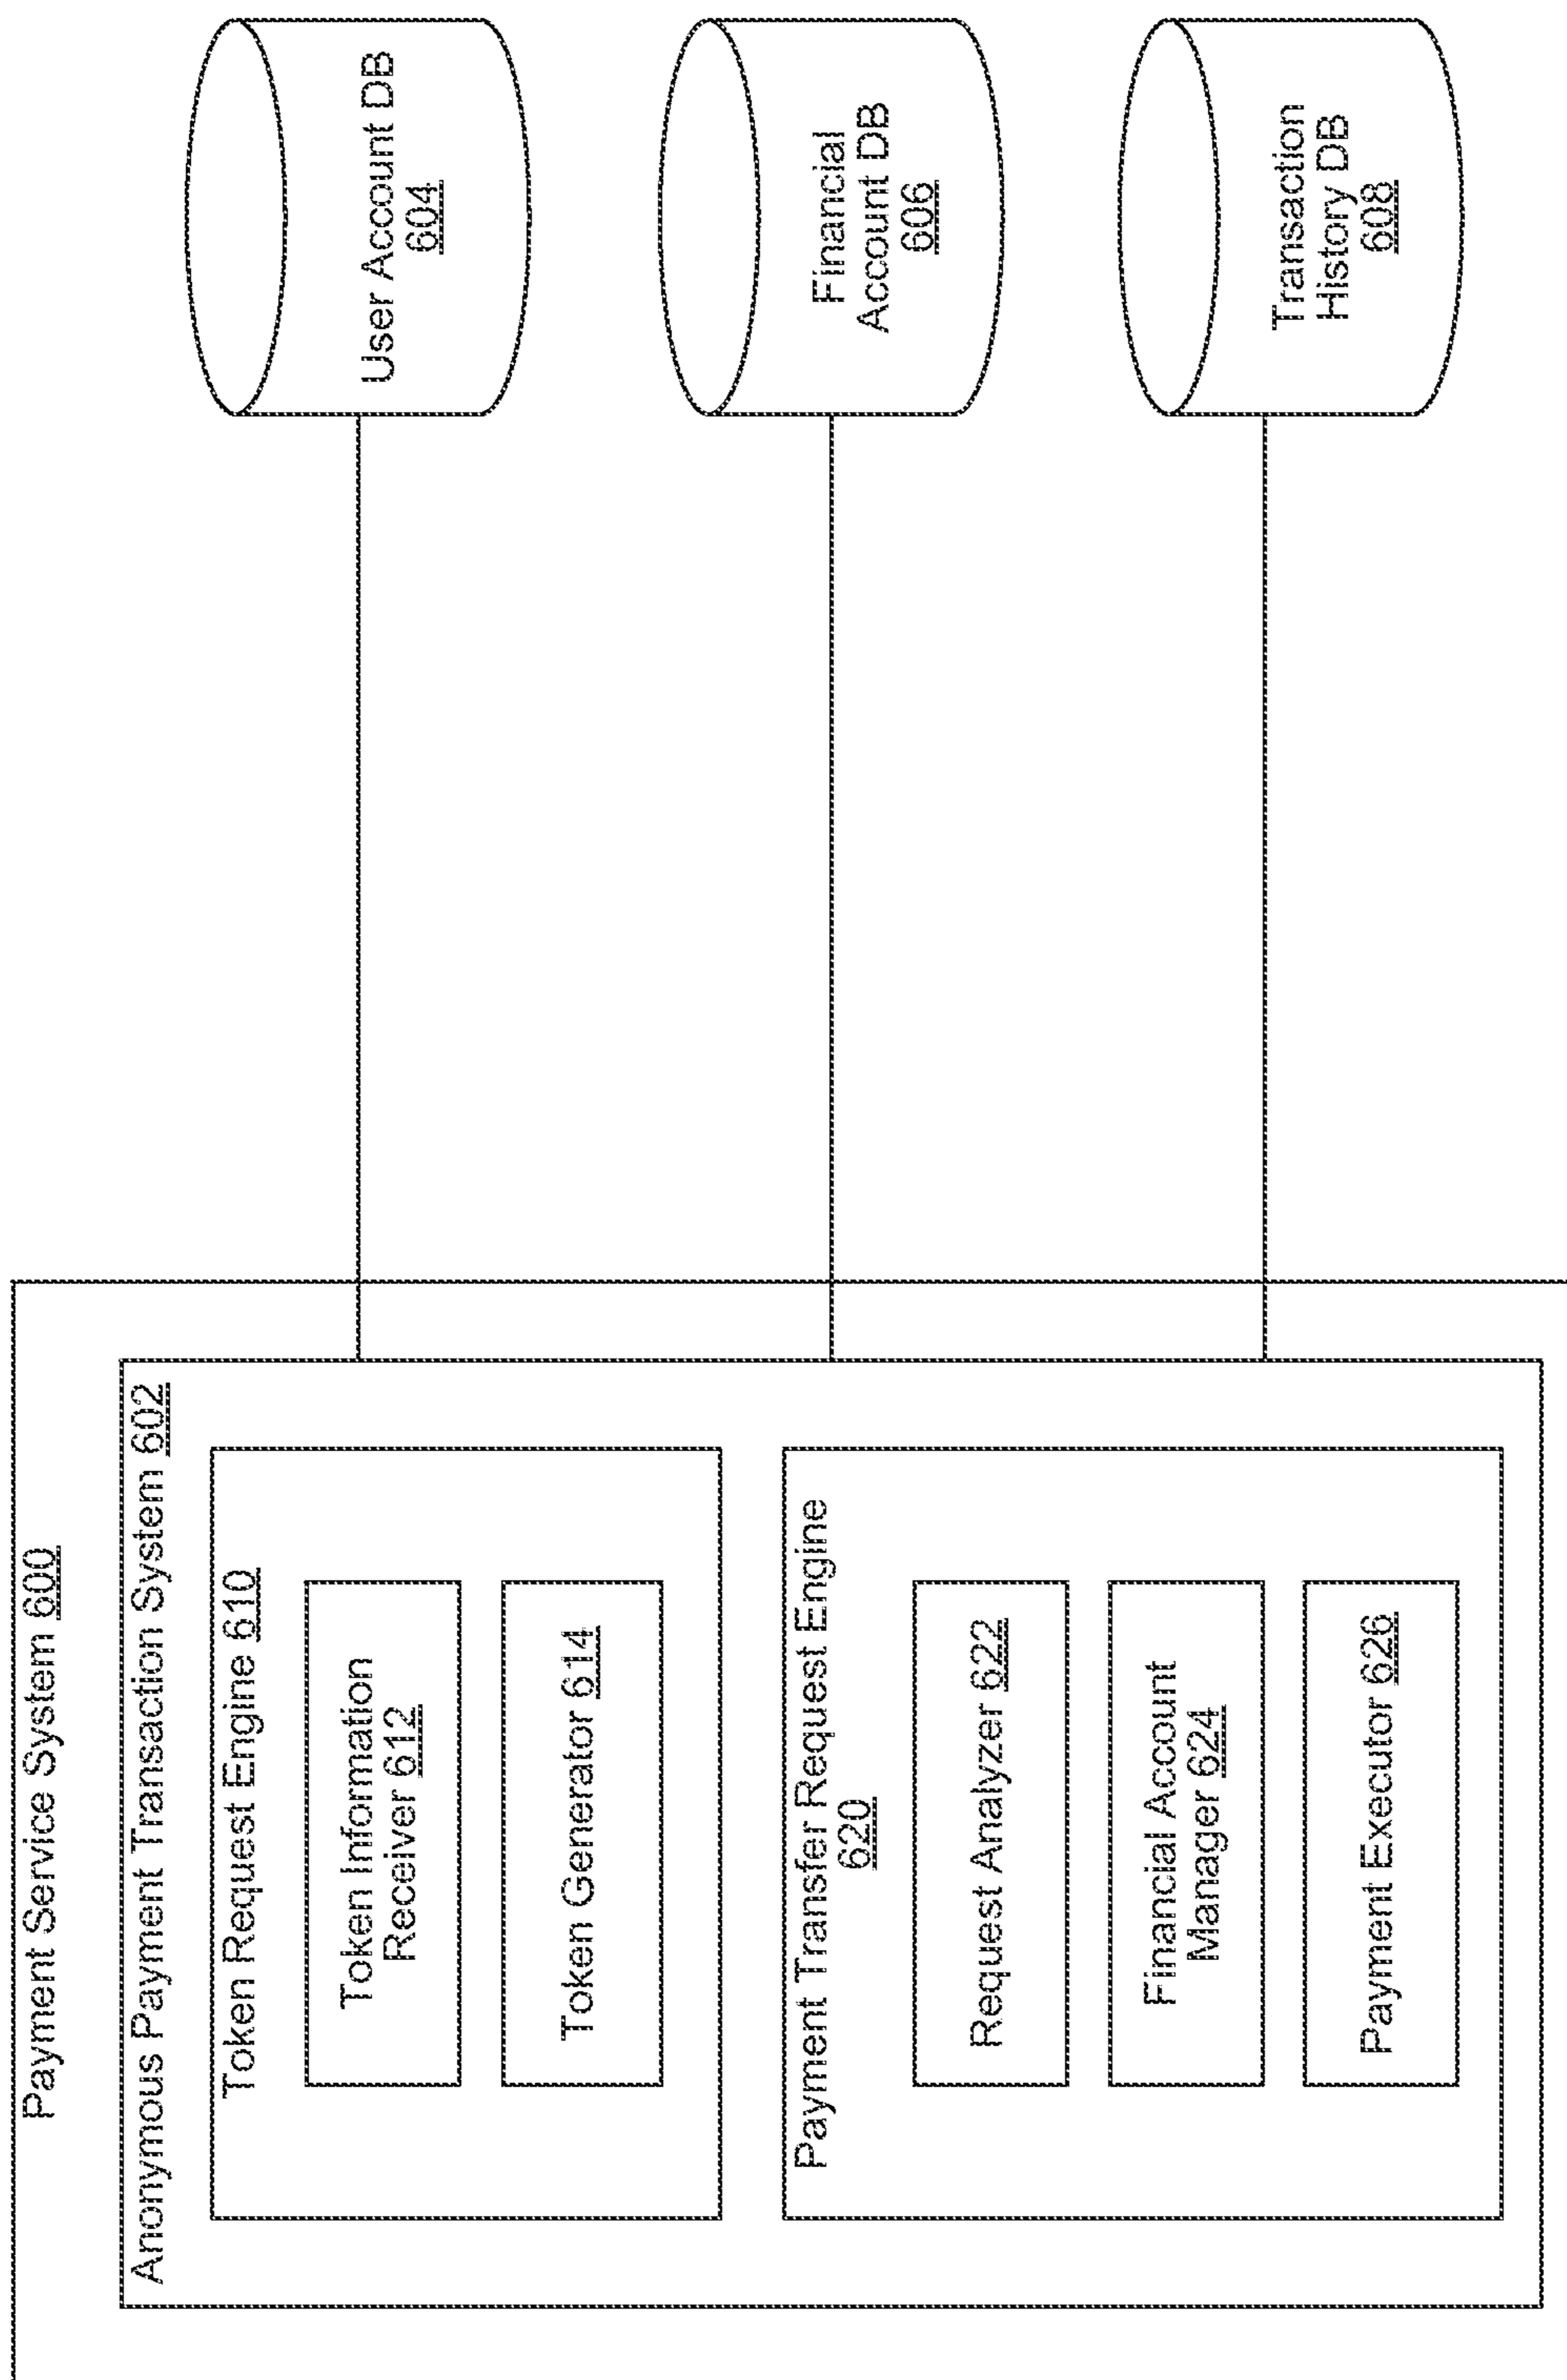 Payment Service System 600
Anonymous Payment Transaction System 602
Token Request Engine 610
Token Information
Receiver 612
Token Generator 614
Payment Transfer Request Engine
620
Request Analyzer 622
Financial Account
Manager 624
Payment Executor 626
User Account DB
604
Financial
Account DB
606
Transaction
History DB
608